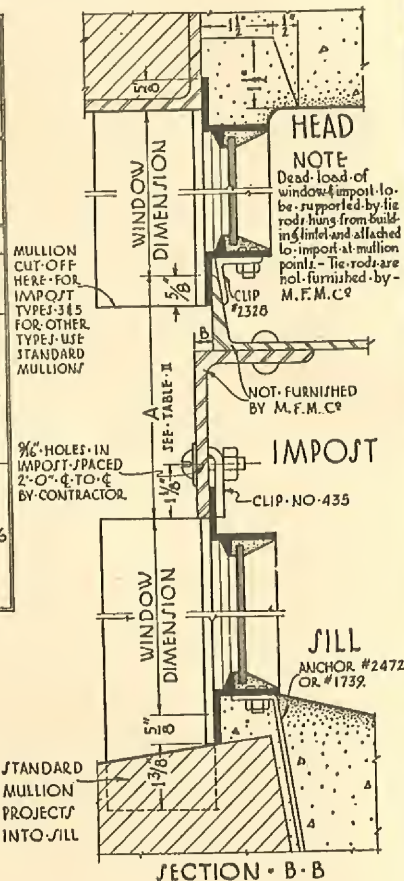 1½" ½"
5/8"
1"
HEAD
NOTE
Dead load of
window & impost to
be supported by tie
rods hung from build-
ing lintel and attached
to impost at mullion
points. - Tie rods are
not furnished by -
M.F.M.Cº
WINDOW
DIMENSION
MULLION
CUT OFF
HERE FOR
IMPOST
TYPES 3&5
FOR OTHER
TYPES USE
STANDARD
MULLIONS
5/8"
CLIP
#2328
B
A
SEE TABLE II
NOT FURNISHED
BY M.F.M.Cº
IMPOST
9/16" HOLES IN
IMPOST SPACED
2'-0" ℄ TO ℄
BY CONTRACTOR
1⅛"
CLIP NO. 435
WINDOW
DIMENSION
SILL
ANCHOR #2472
OR #1739
5/8"
1⅜"
STANDARD
MULLION
PROJECTS
INTO SILL
SECTION · B-B